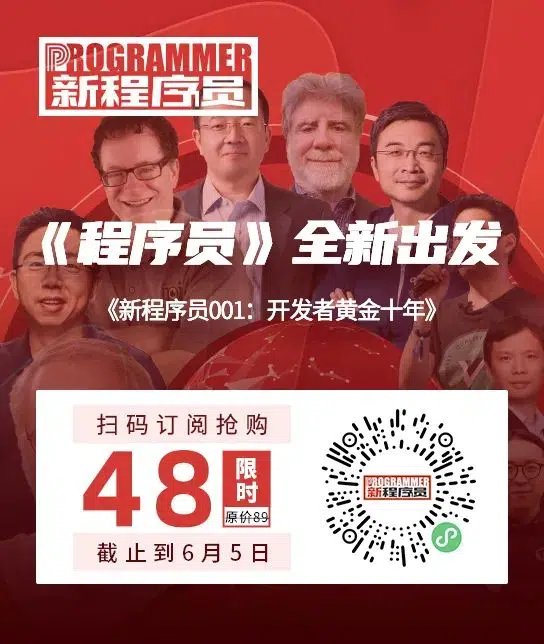 PROGRAMMER
新程序员
《程序员》全新出发
《新程序员001：开发者黄金十年》
扫码订阅抢购
48
限时
原价89
截止到6月5日
PROGRAMMER
新程序员